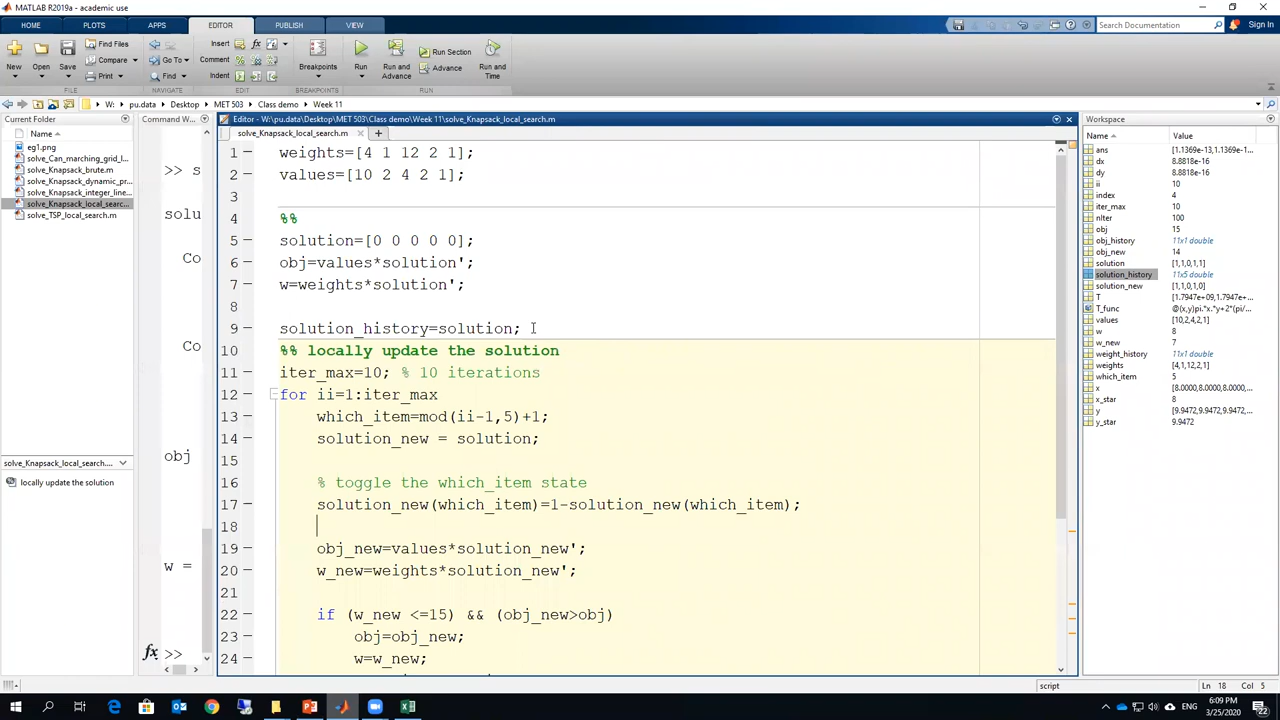 MATLAB R2019a - academic use
HOME PLOTS APPS EDITOR PUBLISH VIEW
Search Documentation Sign In
New Open Save Find Files Compare Print
Go To Find
Insert Comment Indent
Breakpoints Run Run and Advance Run Section Advance Run and Time
FILE NAVIGATE EDIT BREAKPOINTS RUN
W: pu.data Desktop MET 503 Class demo Week 11
Current Folder
Name
eg1.png
solve_Can_marching_grid_l...
solve_Knapsack_brute.m
solve_Knapsack_dynamic_pr...
solve_Knapsack_integer_line...
solve_Knapsack_local_searc...
solve_TSP_local_search.m
solve_Knapsack_local_search....
locally update the solution
Command W...
>> s
solu
Co
Co
obj
w =
fx >>
Editor - W:\pu.data\Desktop\MET 503\Class demo\Week 11\solve_Knapsack_local_search.m
solve_Knapsack_local_search.m +
1 weights=[4 1 12 2 1];
2 values=[10 2 4 2 1];
3
4 %%
5 solution=[0 0 0 0 0];
6 obj=values*solution';
7 w=weights*solution';
8
9 solution_history=solution;
10 %% locally update the solution
11 iter_max=10; % 10 iterations
12 for ii=1:iter_max
13 which_item=mod(ii-1,5)+1;
14 solution_new = solution;
15
16 % toggle the which_item state
17 solution_new(which_item)=1-solution_new(which_item);
18
19 obj_new=values*solution_new';
20 w_new=weights*solution_new';
21
22 if (w_new <=15) && (obj_new>obj)
23 obj=obj_new;
24 w=w_new;
Workspace
Name Value
ans [1.1369e-13,1.1369e-1...
dx 8.8818e-16
dy 8.8818e-16
ii 10
index 4
iter_max 10
nIter 100
obj 15
obj_history 11x1 double
obj_new 14
solution [1,1,0,1,1]
solution_history 11x5 double
solution_new [1,1,0,1,0]
T [1.7947e+09,1.7947e+...
T_func @(x,y)pi.*x.*y+2*(pi/...
values [10,2,4,2,1]
w 8
w_new 7
weight_history 11x1 double
weights [4,1,12,2,1]
which_item 5
x [8.0000,8.0000,8.0000,...
x_star 8
y [9.9472,9.9472,9.9472,...
y_star 9.9472
script Ln 18 Col 5
6:09 PM
3/25/2020
22